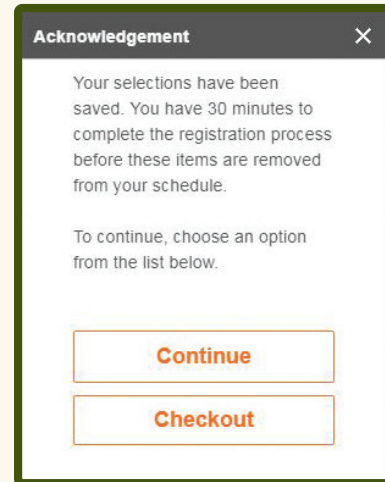 Acknowledgement
Your selections have been
saved. You have 30 minutes to
complete the registration process
before these items are removed
from your schedule.
To continue, choose an option
from the list below.
Continue
Checkout